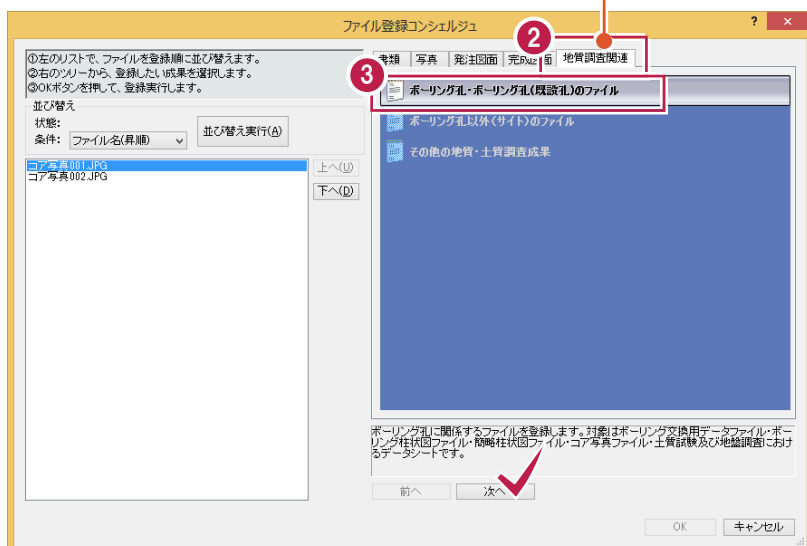 ファイル登録コンシェルジュ
?
×
①左のリストで、ファイルを登録順に並び替えます。
②右のツリーから、登録したい成果を選択します。
③OKボタンを押して、登録実行します。
並び替え
状態:
条件:
ファイル名(昇順)
並び替え実行(A)
コア写真001.JPG
コア写真002.JPG
上へ(U)
下へ(D)
2
書類
写真
発注図面
完成図面
地質調査関連
3
ボーリング孔・ボーリング孔(既設孔)のファイル
ボーリング孔以外(サイト)のファイル
その他の地質・土質調査成果
ボーリング孔に関係するファイルを登録します。対象はボーリング交換用データファイル・ボー
リング柱状図ファイル・簡略柱状図ファイル・コア写真ファイル・土質試験及び地盤調査におけ
るデータシートです。
前へ
次へ
OK
キャンセル